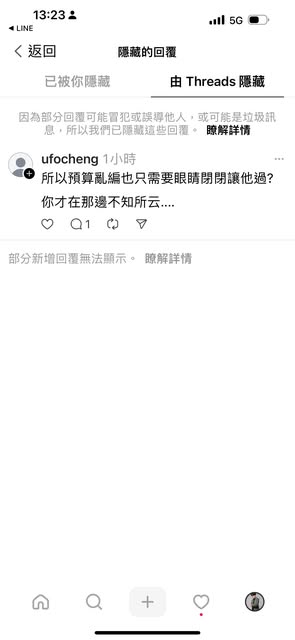 13:23
5G
◀ LINE
返回
隱藏的回覆
已被你隱藏
由 Threads 隱藏
因為部分回覆可能冒犯或誤導他人，或可能是垃圾訊
息，所以我們已隱藏這些回覆。 瞭解詳情
ufocheng 1小時
所以預算亂編也只需要眼睛閉閉讓他過?
你才在那邊不知所云....
1
部分新增回覆無法顯示。 瞭解詳情